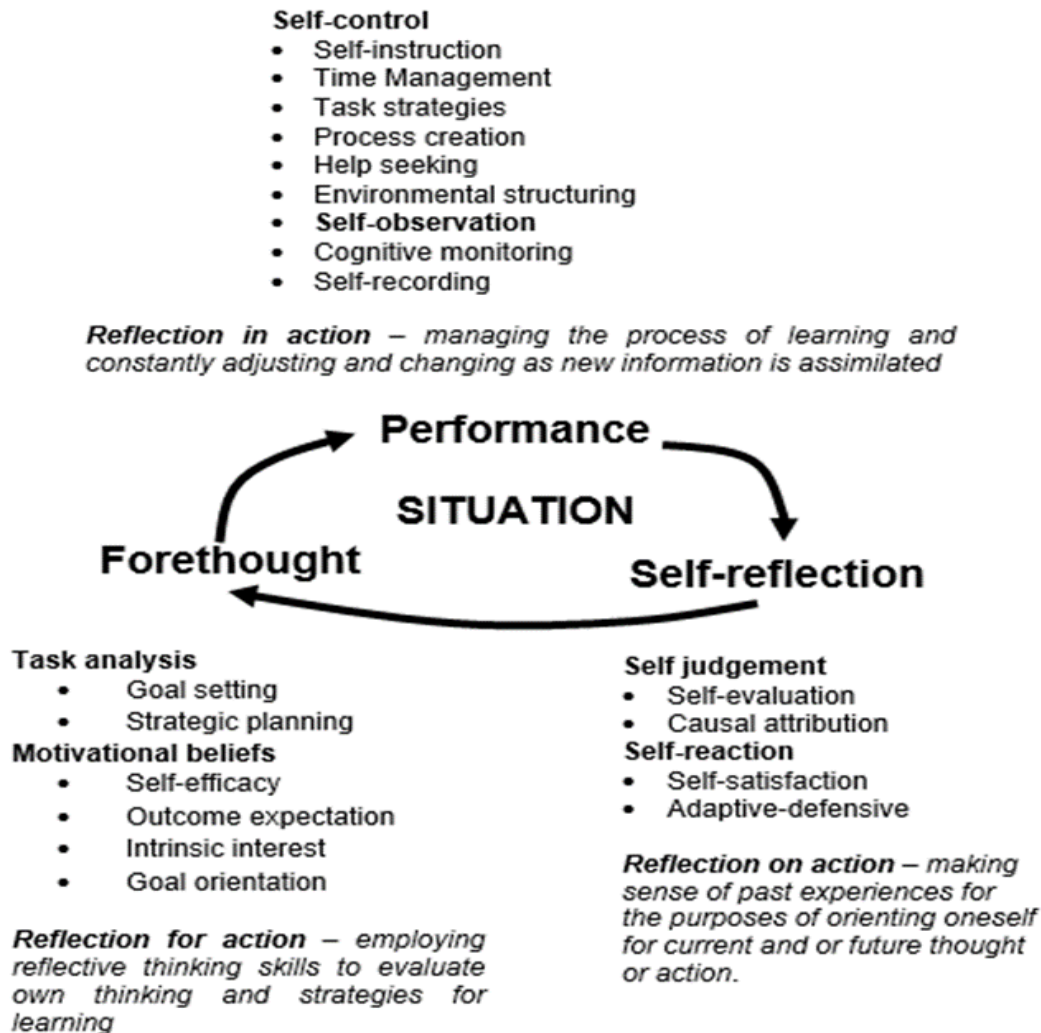 Self-control
• Self-instruction
• Time Management
• Task strategies
• Process creation
• Help seeking
• Environmental structuring
• Self-observation
• Cognitive monitoring
• Self-recording
Reflection in action – managing the process of learning and
constantly adjusting and changing as new information is assimilated
Performance
SITUATION
Forethought
Self-reflection
Task analysis
• Goal setting
• Strategic planning
Motivational beliefs
• Self-efficacy
• Outcome expectation
• Intrinsic interest
• Goal orientation
Reflection for action – employing
reflective thinking skills to evaluate
own thinking and strategies for
learning
Self judgement
• Self-evaluation
• Causal attribution
Self-reaction
• Self-satisfaction
• Adaptive-defensive
Reflection on action – making
sense of past experiences for
the purposes of orienting oneself
for current and or future thought
or action.